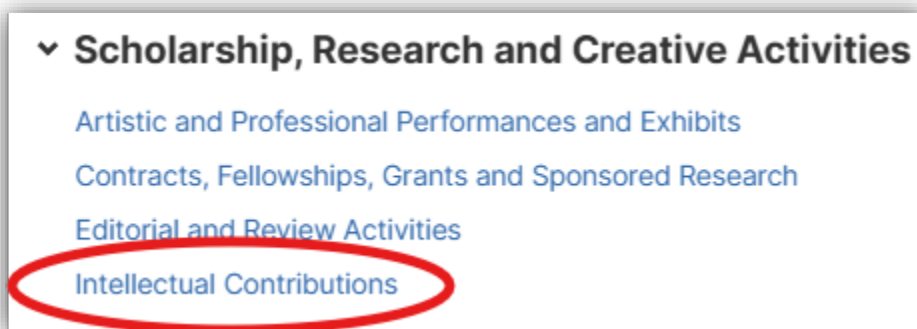 Scholarship, Research and Creative Activities
Artistic and Professional Performances and Exhibits
Contracts, Fellowships, Grants and Sponsored Research
Editorial and Review Activities
Intellectual Contributions